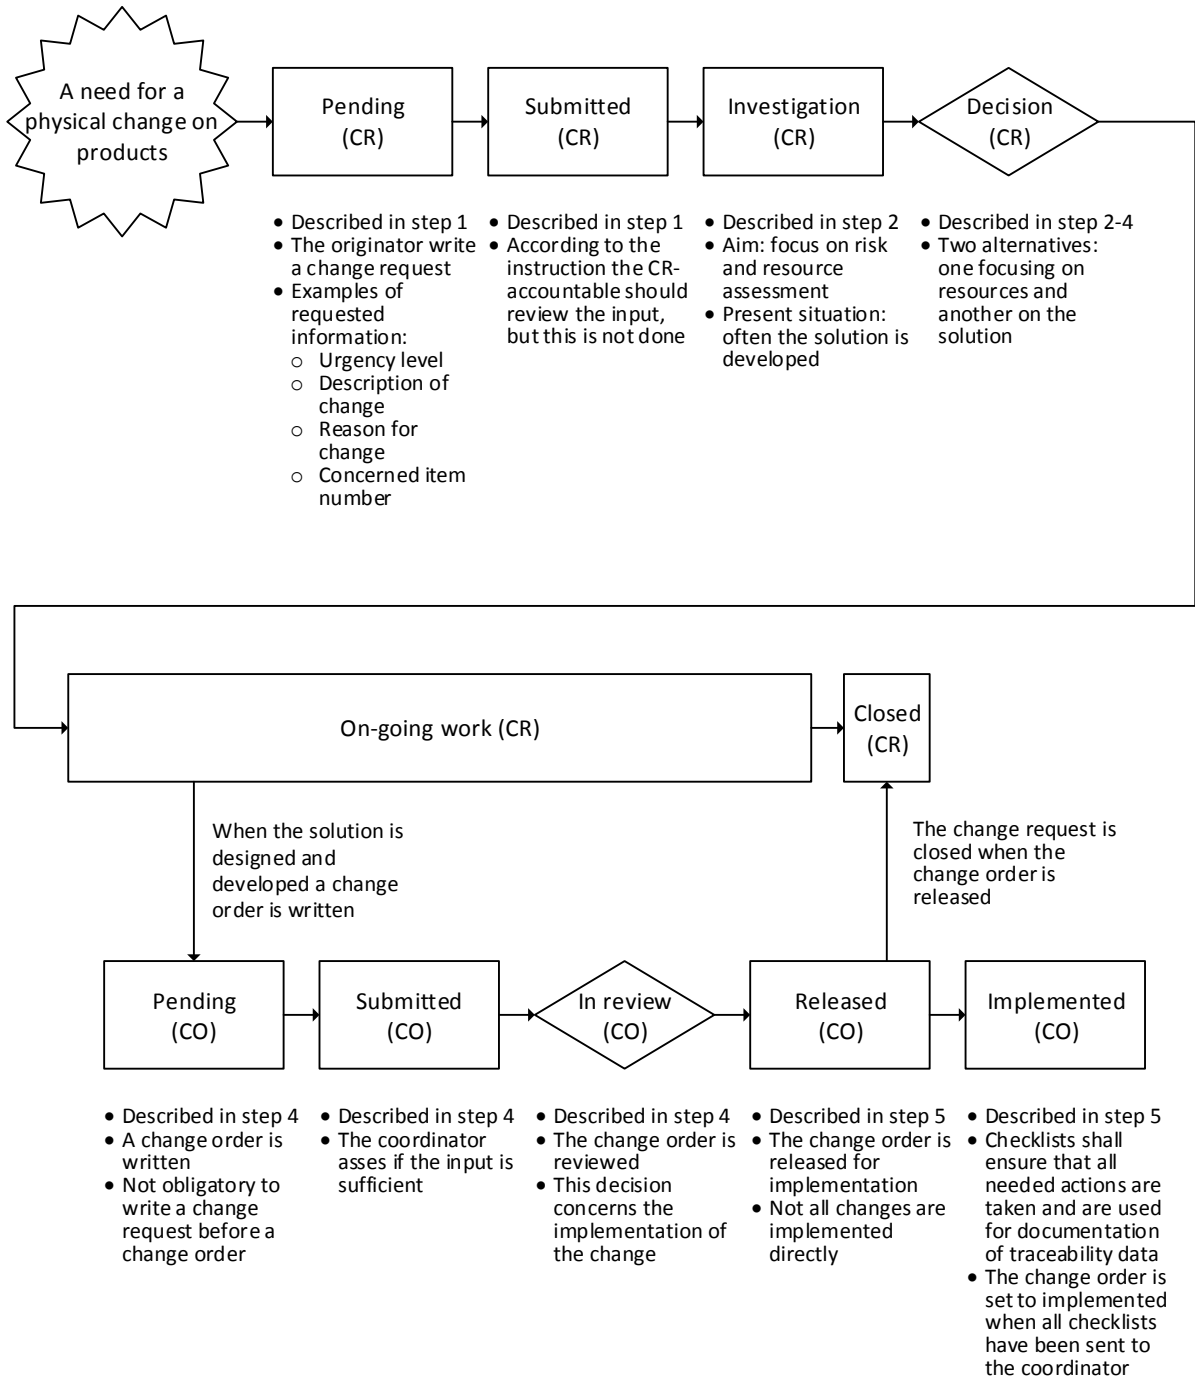 A need for a
physical change on
products
Pending
(CR)
Submitted
(CR)
Investigation
(CR)
Decision
(CR)
• Described in step 1
• The originator write
a change request
• Examples of
requested
information:
o Urgency level
o Description of
change
o Reason for
change
o Concerned item
number
• Described in step 1
• According to the
instruction the CR-
accountable should
review the input,
but this is not done
• Described in step 2
• Aim: focus on risk
and resource
assessment
• Present situation:
often the solution is
developed
• Described in step 2-4
• Two alternatives:
one focusing on
resources and
another on the
solution
On-going work (CR)
Closed
(CR)
When the solution is
designed and
developed a change
order is written
The change request is
closed when the
change order is
released
Pending
(CO)
Submitted
(CO)
In review
(CO)
Released
(CO)
Implemented
(CO)
• Described in step 4
• A change order is
written
• Not obligatory to
write a change
request before a
change order
• Described in step 4
• The coordinator
asses if the input is
sufficient
• Described in step 4
• The change order is
reviewed
• This decision
concerns the
implementation of
the change
• Described in step 5
• The change order is
released for
implementation
• Not all changes are
implemented
directly
• Described in step 5
• Checklists shall
ensure that all
needed actions are
taken and are used
for documentation
of traceability data
• The change order is
set to implemented
when all checklists
have been sent to
the coordinator